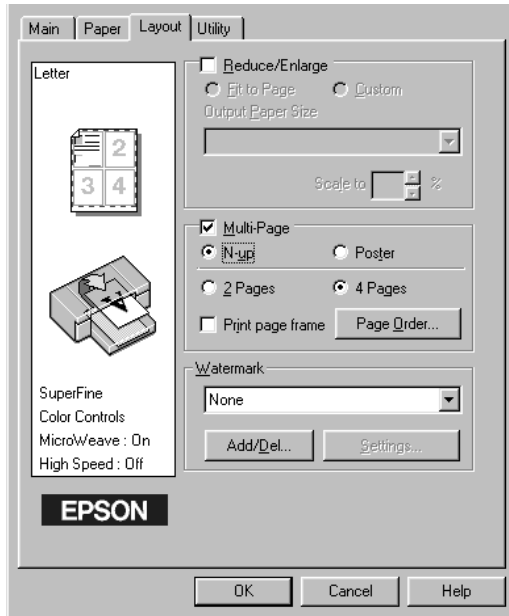 Main Paper Layout Utility
Letter
2
3 4
SuperFine
Color Controls
MicroWeave : On
High Speed : Off
EPSON
Reduce/Enlarge
Fit to Page Custom
Output Paper Size
Scale to %
Multi-Page
N-up Poster
2 Pages 4 Pages
Print page frame Page Order...
Watermark
None
Add/Del... Settings...
OK Cancel Help